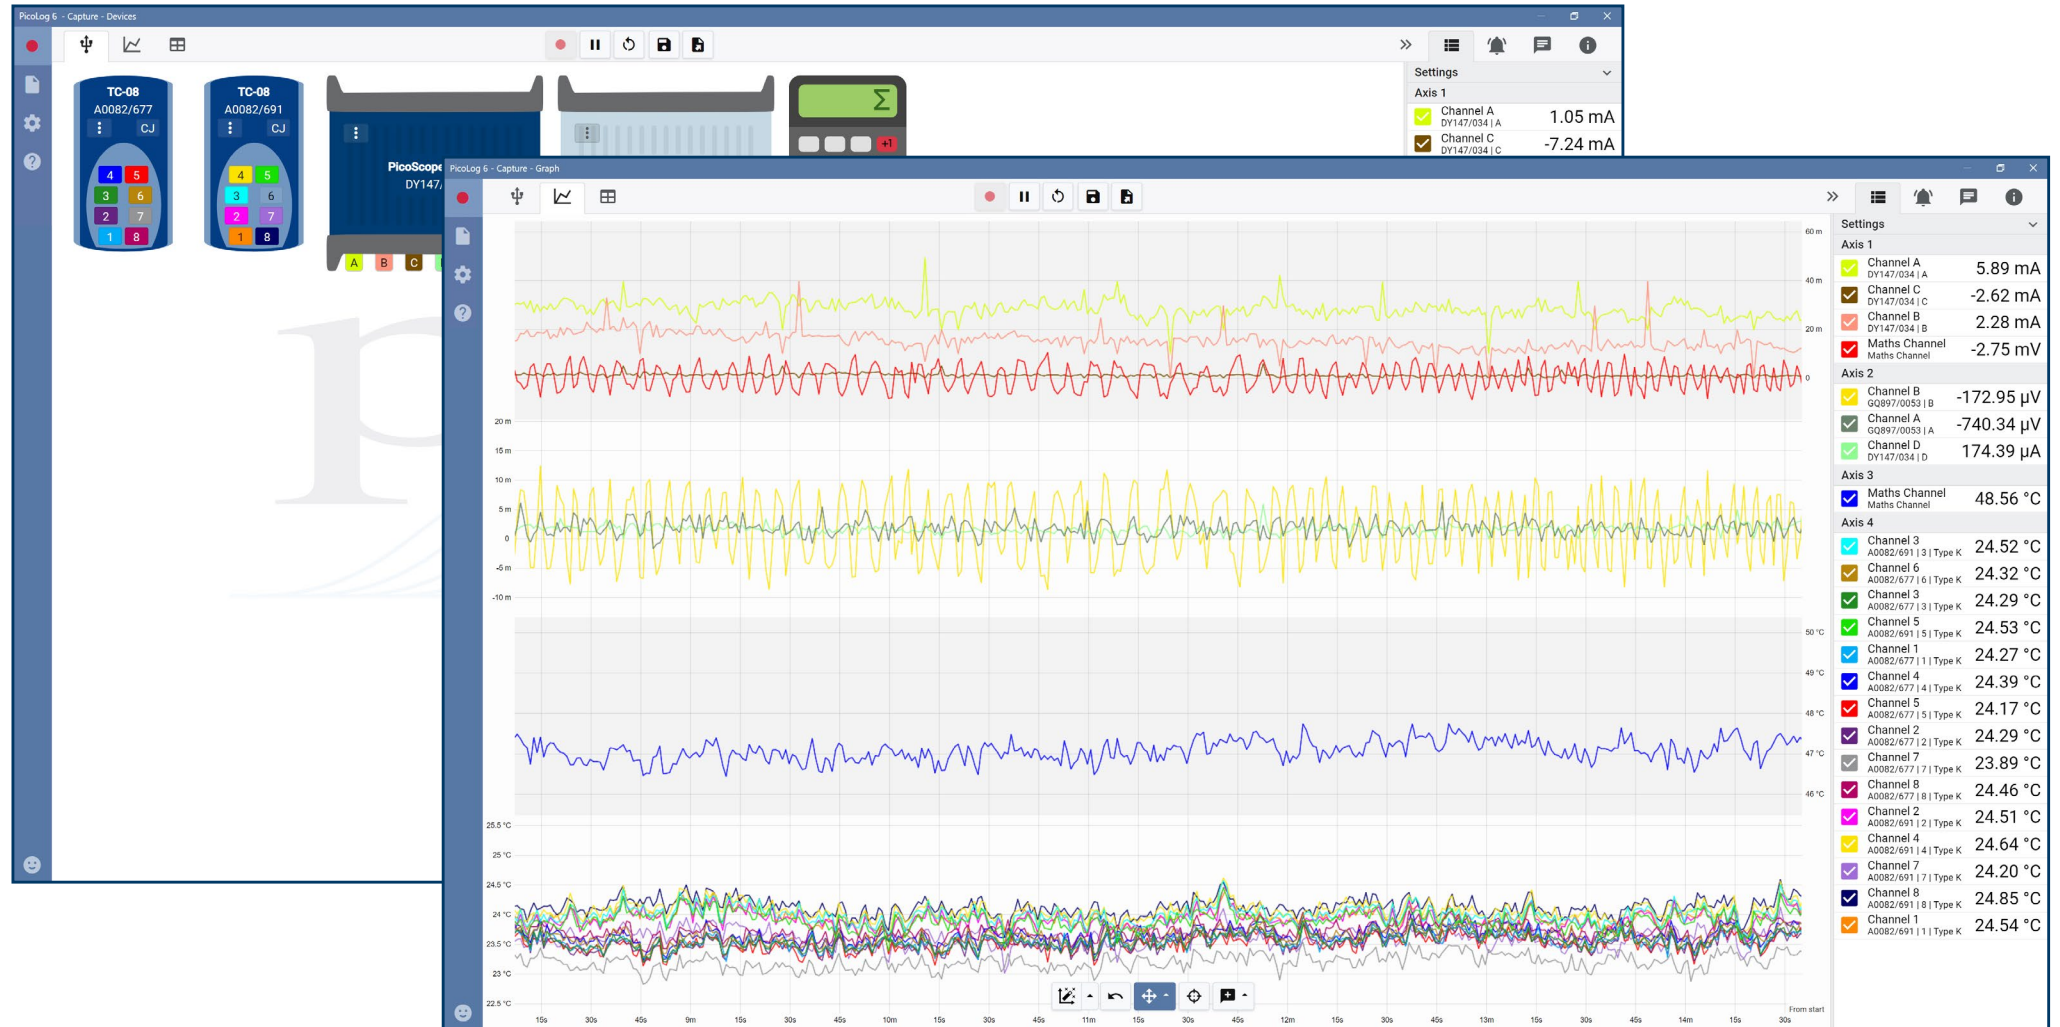 PicoLog 6 - Capture - Devices
TC-08
A0082/677
CJ
4 5
3 6
2 7
1 8
TC-08
A0082/691
CJ
4 5
3 6
2 7
1 8
PicoScope
DY147/
A B C
Σ
+1
Settings
Axis 1
Channel A 1.05 mA
DY147/034 | A
Channel C -7.24 mA
DY147/034 | C
PicoLog 6 - Capture - Graph
60 m
40 m
20 m
0
20 m
15 m
10 m
5 m
0
-5 m
-10 m
50 °C
49 °C
48 °C
47 °C
46 °C
25.5 °C
25 °C
24.5 °C
24 °C
23.5 °C
23 °C
22.5 °C
From start
15s 30s 45s 9m 15s 30s 45s 10m 15s 30s 45s 11m 15s 30s 45s 12m 15s 30s 45s 13m 15s 30s 45s 14m 15s 30s
Settings
Axis 1
Channel A 5.89 mA
DY147/034 | A
Channel C -2.62 mA
DY147/034 | C
Channel B 2.28 mA
DY147/034 | B
Maths Channel -2.75 mV
Maths Channel
Axis 2
Channel B -172.95 µV
GQ897/0053 | B
Channel A -740.34 µV
GQ897/0053 | A
Channel D 174.39 µA
DY147/034 | D
Axis 3
Maths Channel 48.56 °C
Maths Channel
Axis 4
Channel 3 24.52 °C
A0082/691 | 3 | Type K
Channel 6 24.32 °C
A0082/677 | 6 | Type K
Channel 3 24.29 °C
A0082/677 | 3 | Type K
Channel 5 24.53 °C
A0082/691 | 5 | Type K
Channel 1 24.27 °C
A0082/677 | 1 | Type K
Channel 4 24.39 °C
A0082/677 | 4 | Type K
Channel 5 24.17 °C
A0082/677 | 5 | Type K
Channel 2 24.29 °C
A0082/677 | 2 | Type K
Channel 7 23.89 °C
A0082/677 | 7 | Type K
Channel 8 24.46 °C
A0082/677 | 8 | Type K
Channel 2 24.51 °C
A0082/691 | 2 | Type K
Channel 4 24.64 °C
A0082/691 | 4 | Type K
Channel 7 24.20 °C
A0082/691 | 7 | Type K
Channel 8 24.85 °C
A0082/691 | 8 | Type K
Channel 1 24.54 °C
A0082/691 | 1 | Type K